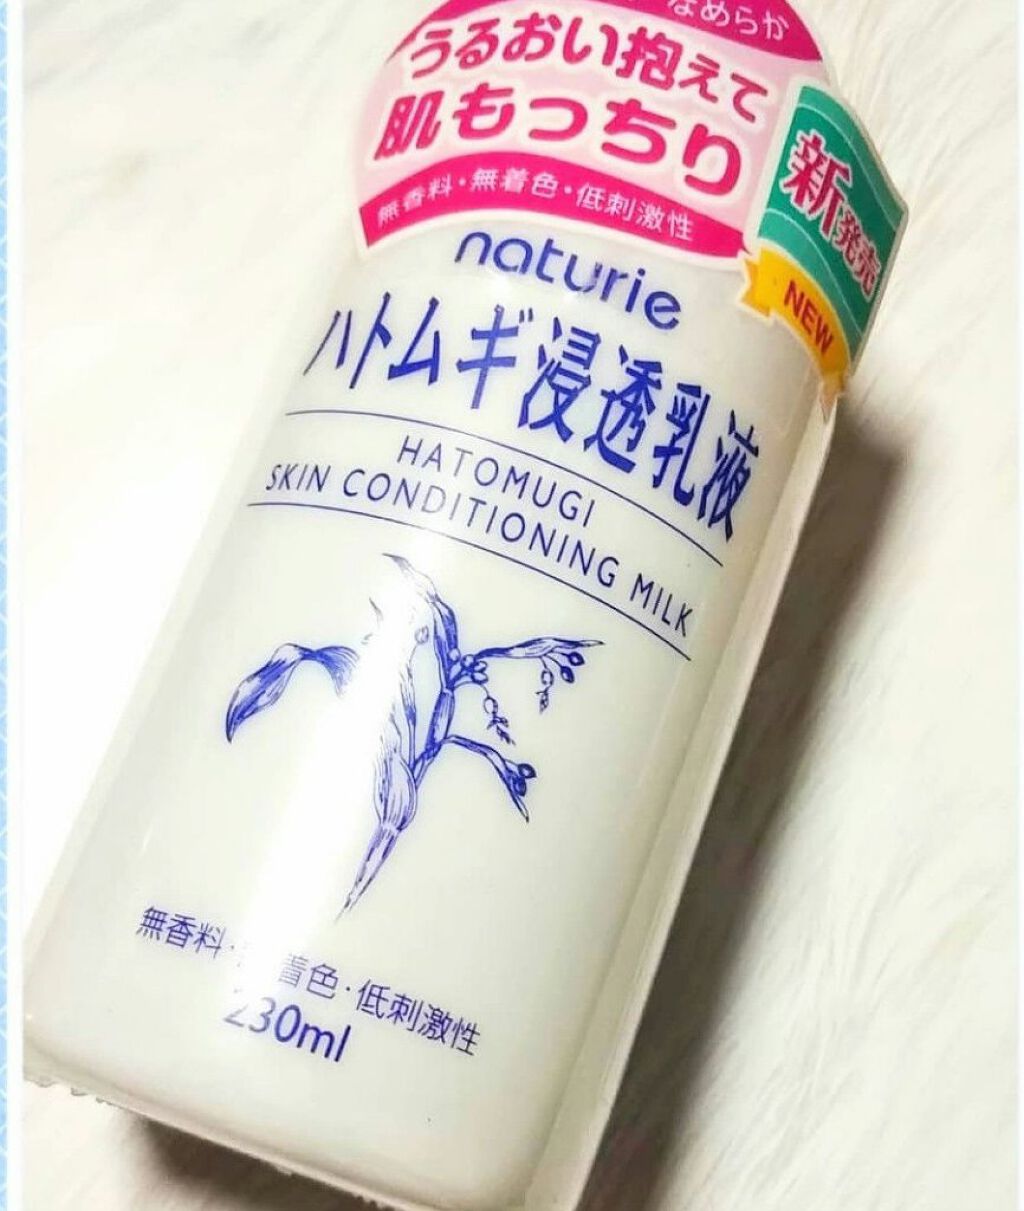 なめらか
うるおい抱えて
肌もっちり
無香料・無着色・低刺激性
新発売
NEW
naturie
ハトムギ浸透乳液
HATOMUGI
SKIN CONDITIONING MILK
無香料・着色・低刺激性
230ml